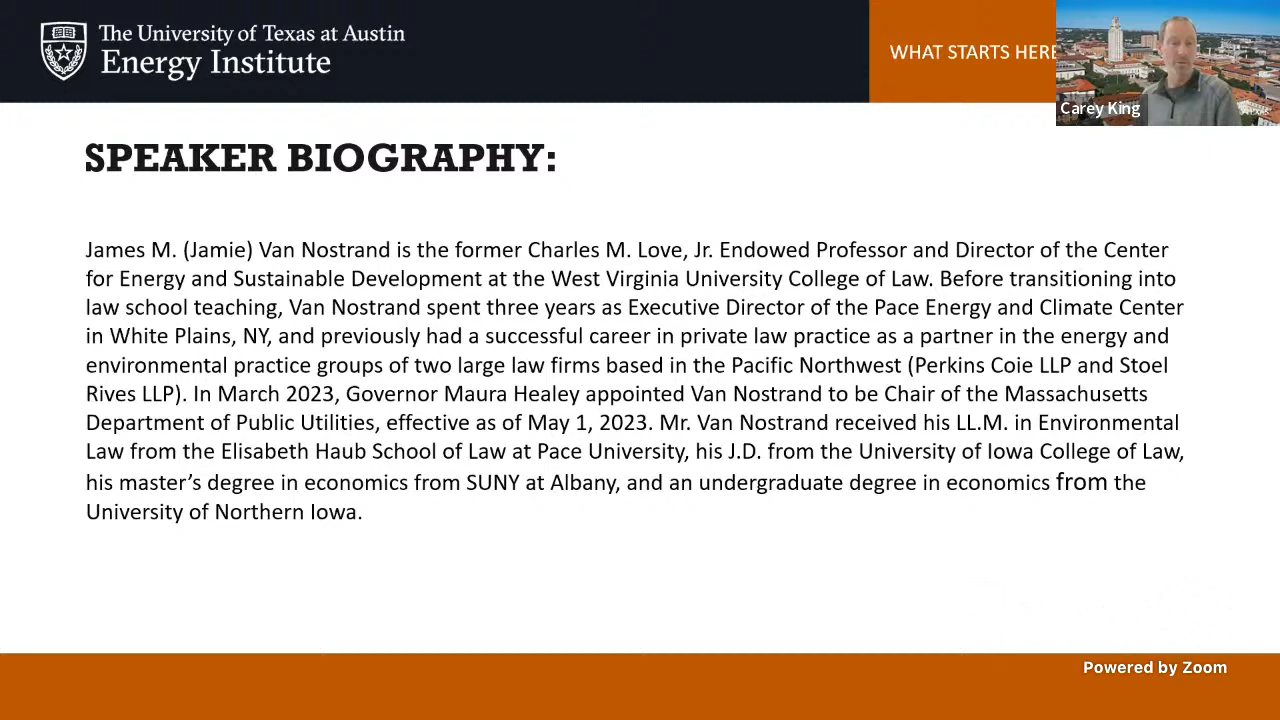 The University of Texas at Austin
Energy Institute
WHAT STARTS HERE
Carey King
SPEAKER BIOGRAPHY:
James M. (Jamie) Van Nostrand is the former Charles M. Love, Jr. Endowed Professor and Director of the Center
for Energy and Sustainable Development at the West Virginia University College of Law. Before transitioning into
law school teaching, Van Nostrand spent three years as Executive Director of the Pace Energy and Climate Center
in White Plains, NY, and previously had a successful career in private law practice as a partner in the energy and
environmental practice groups of two large law firms based in the Pacific Northwest (Perkins Coie LLP and Stoel
Rives LLP). In March 2023, Governor Maura Healey appointed Van Nostrand to be Chair of the Massachusetts
Department of Public Utilities, effective as of May 1, 2023. Mr. Van Nostrand received his LL.M. in Environmental
Law from the Elisabeth Haub School of Law at Pace University, his J.D. from the University of Iowa College of Law,
his master’s degree in economics from SUNY at Albany, and an undergraduate degree in economics from the
University of Northern Iowa.
Powered by Zoom